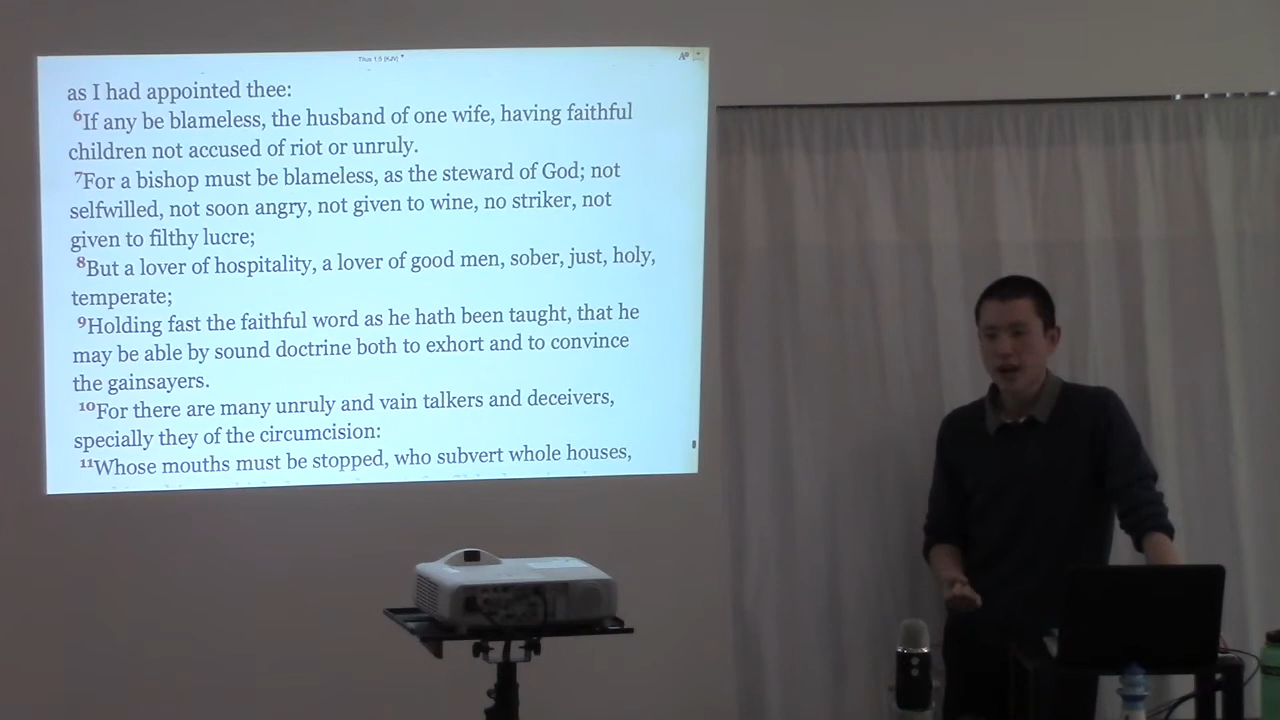 Titus 1:5 (KJV)
as I had appointed thee:
6If any be blameless, the husband of one wife, having faithful
children not accused of riot or unruly.
7For a bishop must be blameless, as the steward of God; not
selfwilled, not soon angry, not given to wine, no striker, not
given to filthy lucre;
8But a lover of hospitality, a lover of good men, sober, just, holy,
temperate;
9Holding fast the faithful word as he hath been taught, that he
may be able by sound doctrine both to exhort and to convince
the gainsayers.
10For there are many unruly and vain talkers and deceivers,
specially they of the circumcision:
11Whose mouths must be stopped, who subvert whole houses,